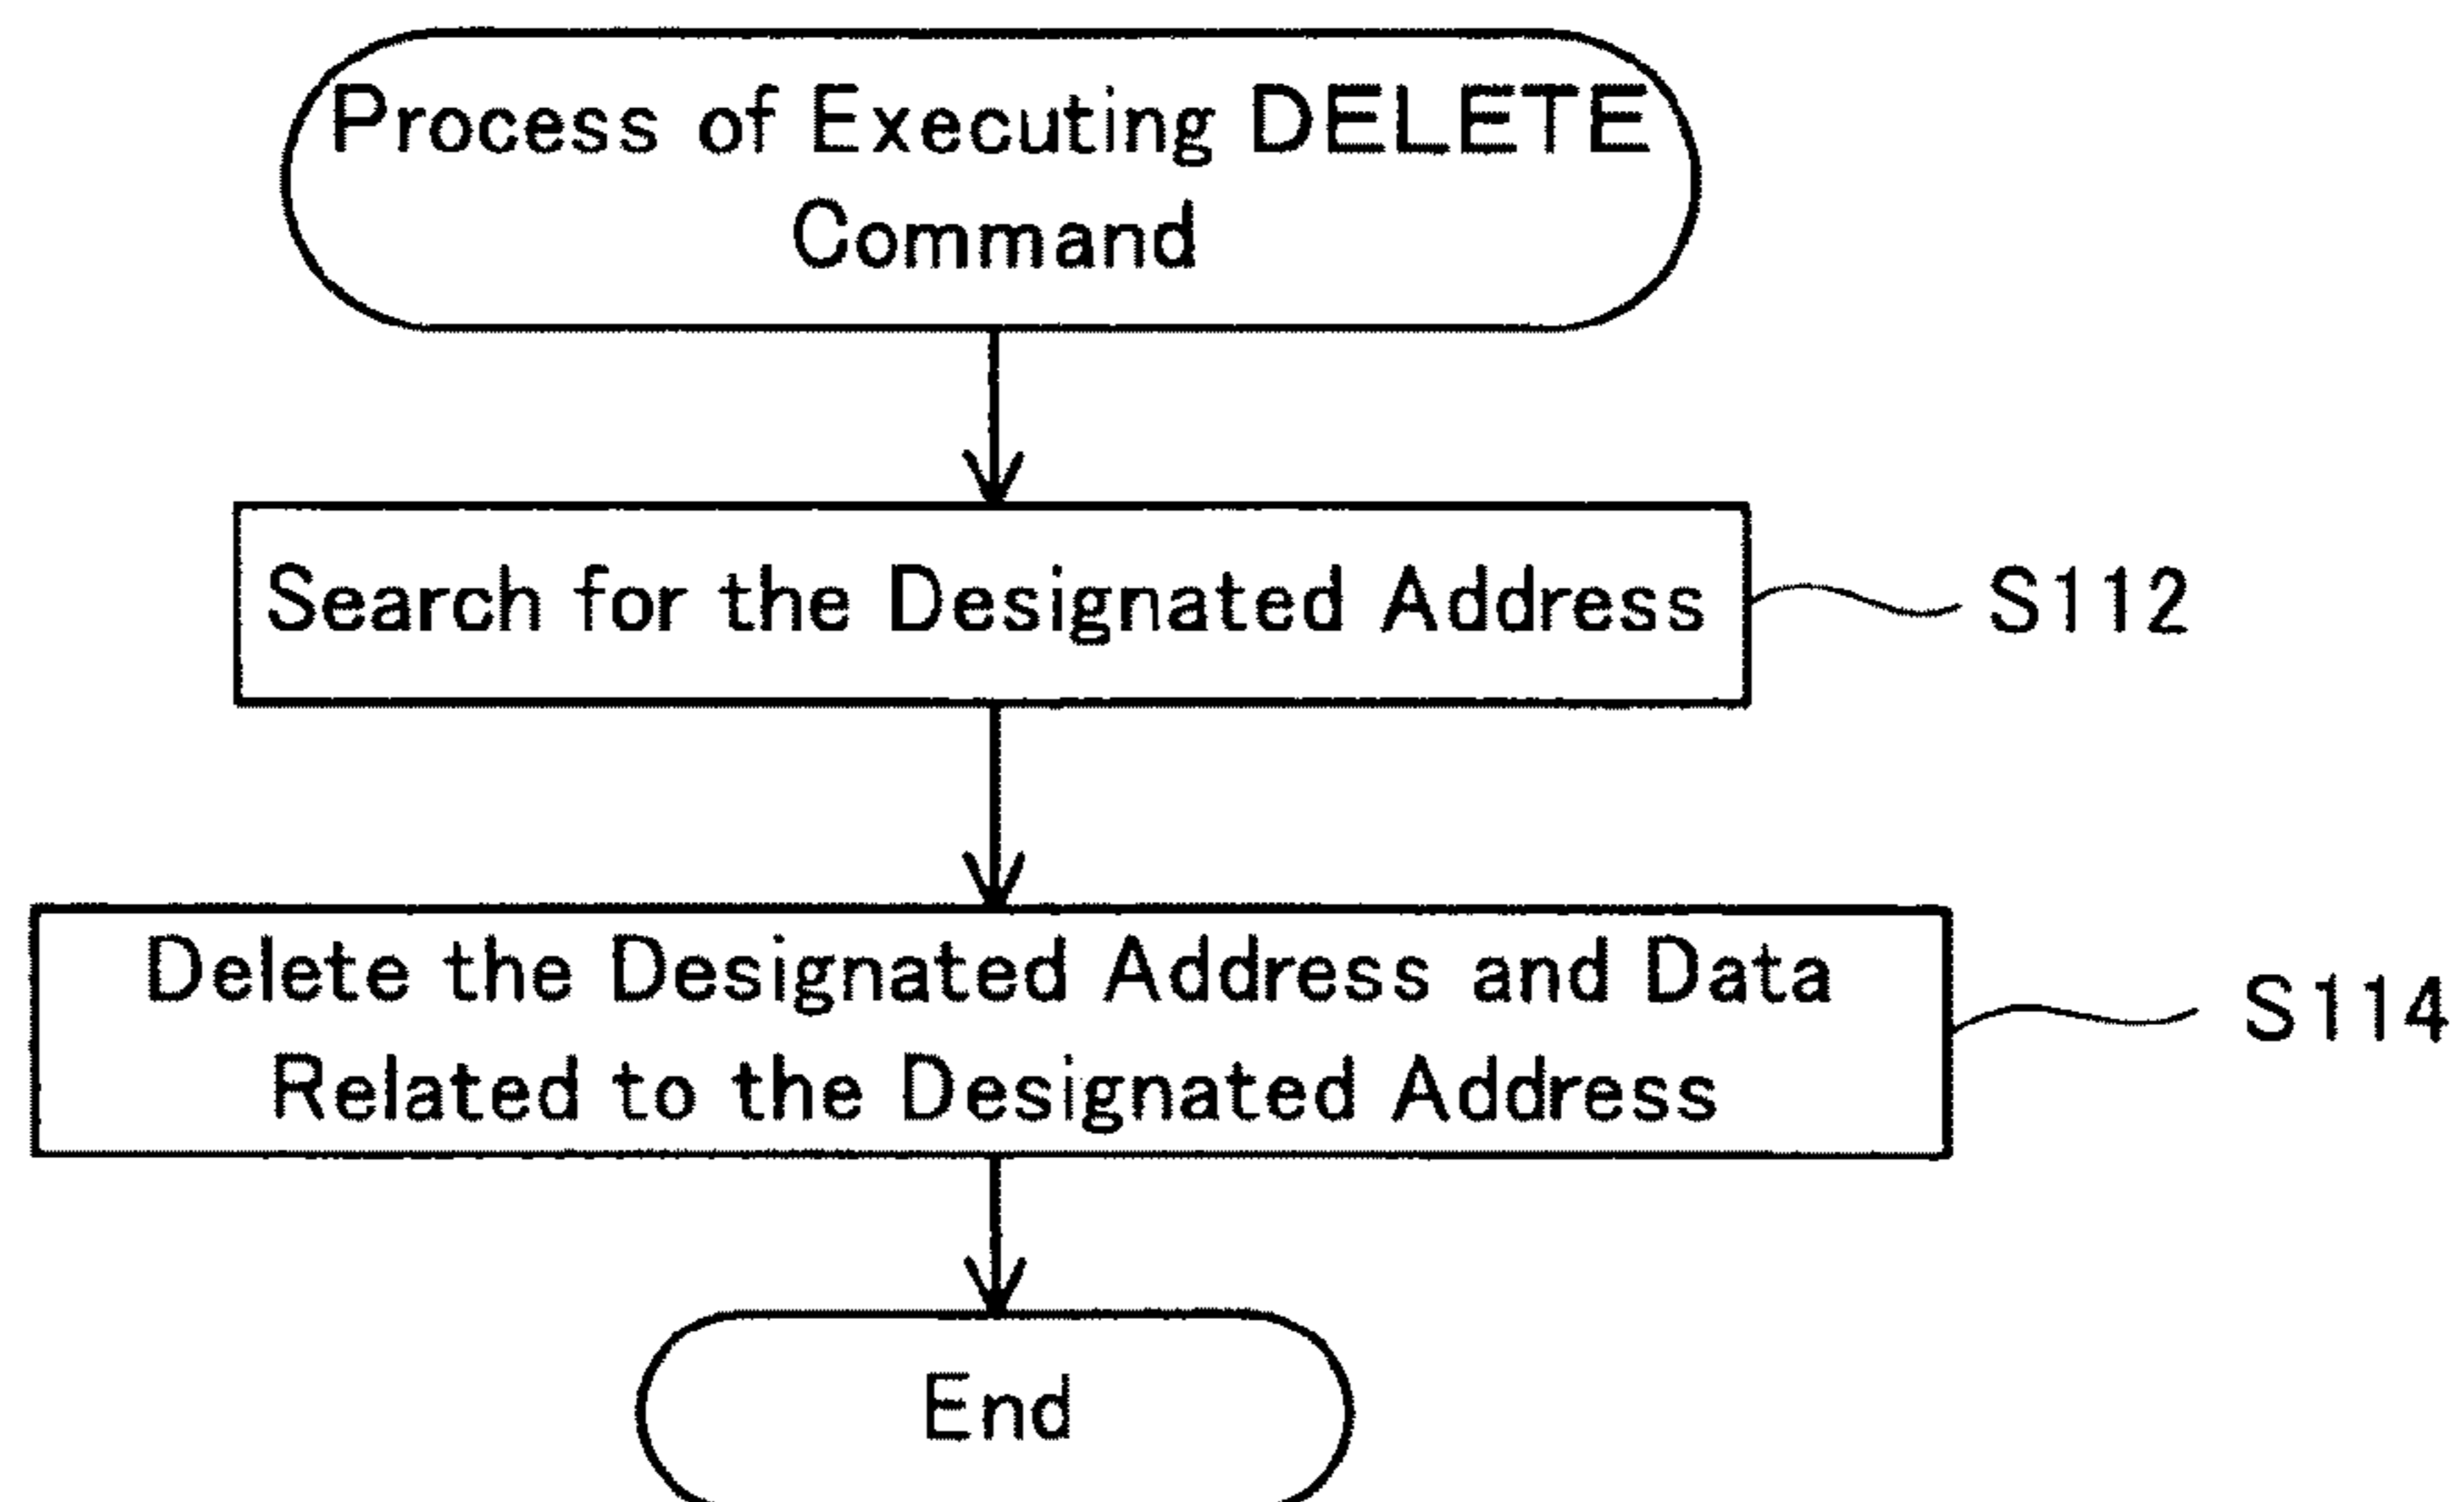 Process of Executing DELETE
Command
Search for the Designated Address
S112
Delete the Designated Address and Data
Related to the Designated Address
S114
End